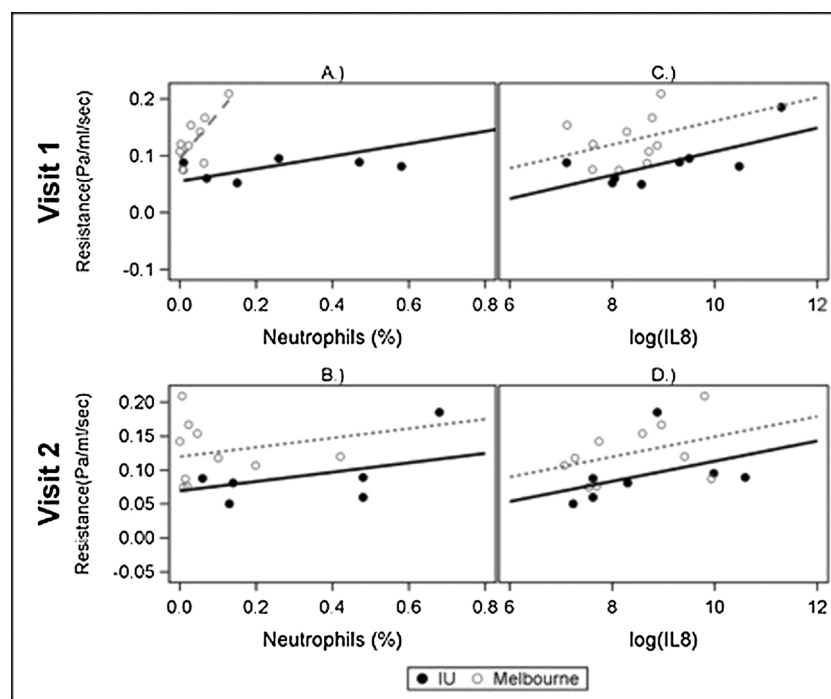 A.)
C.)
Visit 1
Resistance(Pa/ml/sec)
0.2
0.1
0.0
-0.1
0.0 0.2 0.4 0.6 0.8
6 8 10 12
Neutrophils (%)
log(IL8)
B.)
D.)
Visit 2
Resistance(Pa/ml/sec)
0.20
0.15
0.10
0.05
0.00
-0.05
0.0 0.2 0.4 0.6 0.8
6 8 10 12
Neutrophils (%)
log(IL8)
IU Melbourne